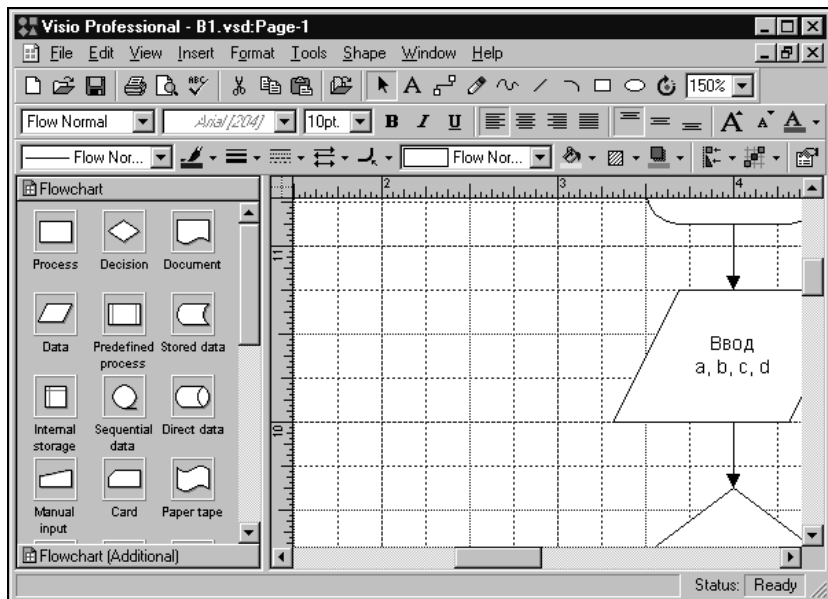 Visio Professional - B1.vsd:Page-1
File Edit View Insert Format Tools Shape Window Help
ABC A 150%
Flow Normal Arial [204] 10pt. B I U A A A
Flow Nor... Flow Nor...
Flowchart
Process Decision Document
Data Predefined process Stored data
Internal storage Sequential data Direct data
Manual input Card Paper tape
Flowchart (Additional)
2 3 4
11
10
Ввод
a, b, c, d
Status: Ready